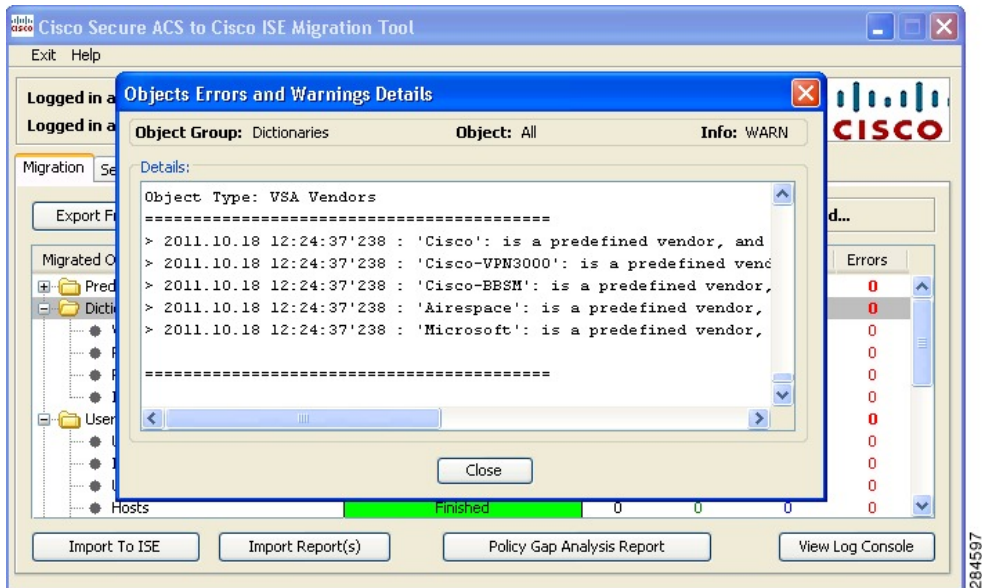 Cisco Secure ACS to Cisco ISE Migration Tool
Exit Help
Logged in a
Logged in a
CISCO
Objects Errors and Warnings Details
Object Group: Dictionaries Object: All Info: WARN
Migration Se
Details:
Object Type: VSA Vendors
==========================================
> 2011.10.18 12:24:37'238 : 'Cisco': is a predefined vendor, and
> 2011.10.18 12:24:37'238 : 'Cisco-VPN3000': is a predefined vend
> 2011.10.18 12:24:37'238 : 'Cisco-BBSM': is a predefined vendor,
> 2011.10.18 12:24:37'238 : 'Airespace': is a predefined vendor,
> 2011.10.18 12:24:37'238 : 'Microsoft': is a predefined vendor,
==========================================
Close
Export Fr d...
Migrated O Errors
Pred 0
Dicti 0
0
0
0
0
User 0
0
0
0
Hosts Finished 0 0 0 0
Import To ISE Import Report(s) Policy Gap Analysis Report View Log Console
284597